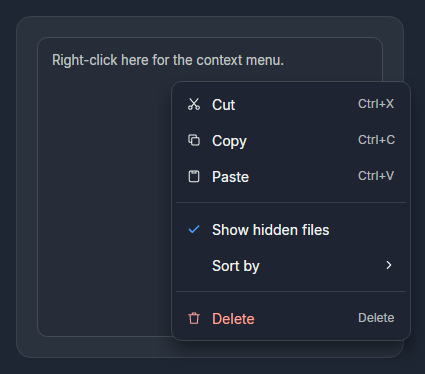 Right-click here for the context menu.
Cut Ctrl+X
Copy Ctrl+C
Paste Ctrl+V
Show hidden files
Sort by
Delete Delete